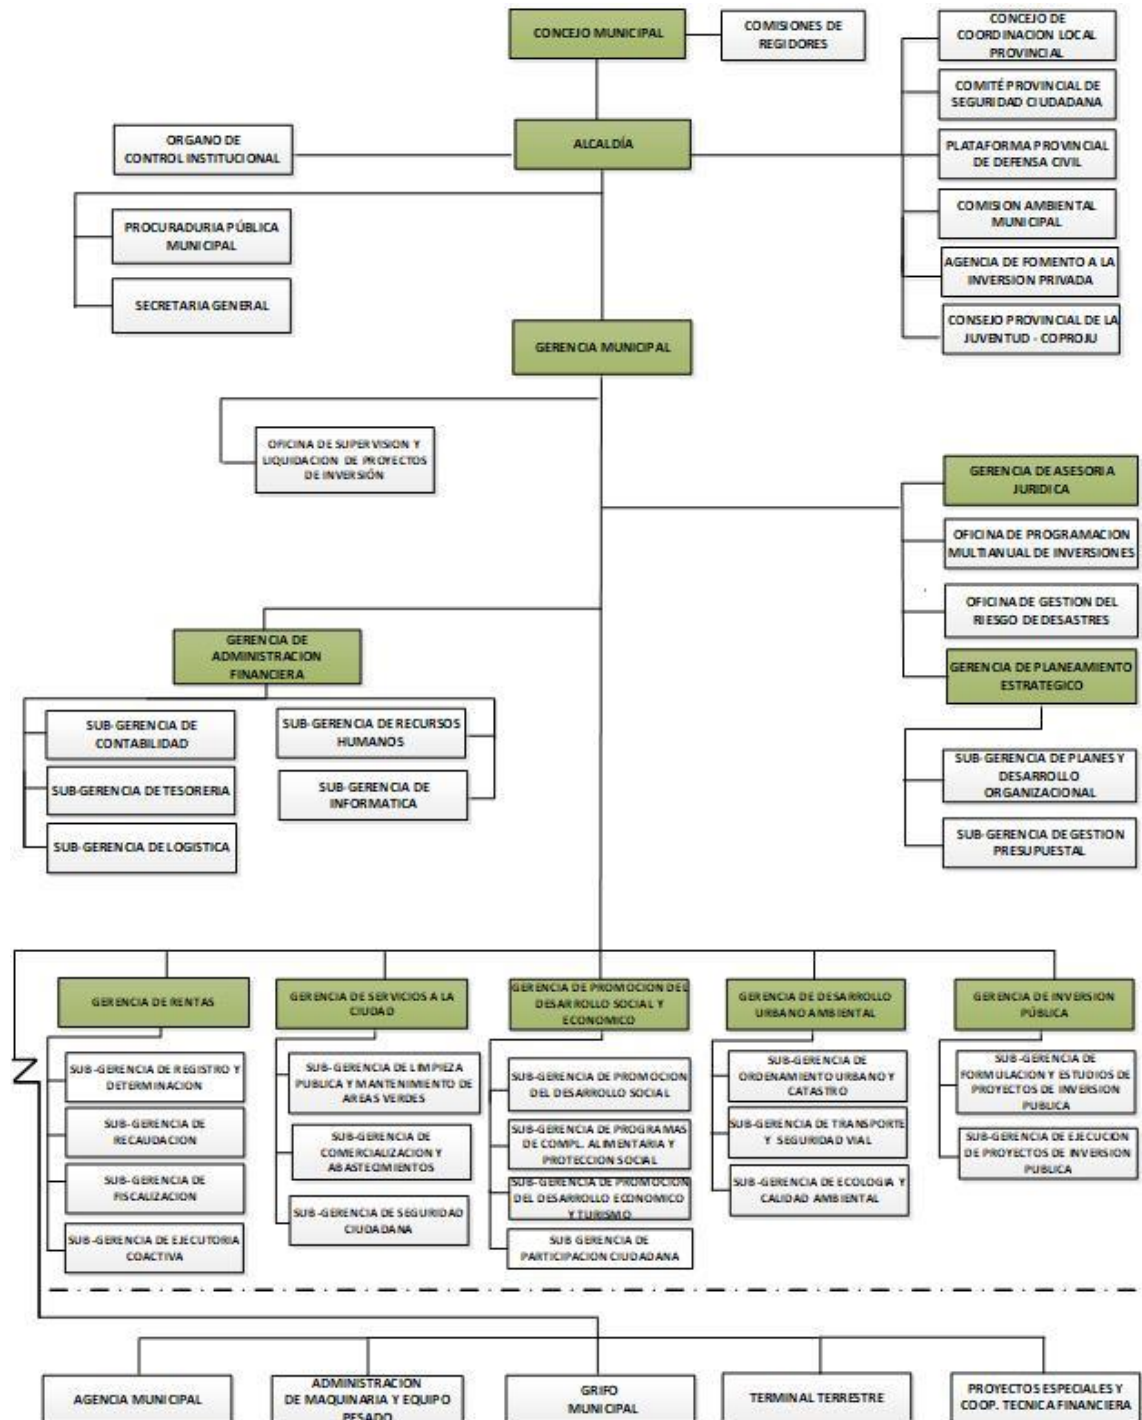 CONCEJO MUNICIPAL
COMISIONES DE
REGIDORES
CONCEJO DE
COORDINACION LOCAL
PROVINCIAL
COMITÉ PROVINCIAL DE
SEGURIDAD CIUDADANA
PLATAFORMA PROVINCIAL
DE DEFENSA CIVIL
COMISION AMBIENTAL
MUNICIPAL
AGENCIA DE FOMENTO A LA
INVERSION PRIVADA
CONSEJO PROVINCIAL DE LA
JUVENTUD - COPROJU
ALCALDÍA
ORGANO DE
CONTROL INSTITUCIONAL
PROCURADURIA PÚBLICA
MUNICIPAL
SECRETARIA GENERAL
GERENCIA MUNICIPAL
OFICINA DE SUPERVISION Y
LIQUIDACION DE PROYECTOS
DE INVERSIÓN
GERENCIA DE ASESORIA
JURIDICA
OFICINA DE PROGRAMACION
MULTIANUAL DE INVERSIONES
OFICINA DE GESTION DEL
RIESGO DE DESASTRES
GERENCIA DE PLANEAMIENTO
ESTRATEGICO
SUB-GERENCIA DE PLANES Y
DESARROLLO
ORGANIZACIONAL
SUB-GERENCIA DE GESTION
PRESUPUESTAL
GERENCIA DE
ADMINISTRACION
FINANCIERA
SUB-GERENCIA DE
CONTABILIDAD
SUB-GERENCIA DE TESORERIA
SUB-GERENCIA DE LOGISTICA
SUB-GERENCIA DE RECURSOS
HUMANOS
SUB-GERENCIA DE
INFORMATICA
GERENCIA DE RENTAS
SUB-GERENCIA DE REGISTRO Y
DETERMINACION
SUB-GERENCIA DE
RECAUDACION
SUB-GERENCIA DE
FISCALIZACION
SUB-GERENCIA DE EJECUTORIA
COACTIVA
GERENCIA DE SERVICIOS A LA
CIUDAD
SUB-GERENCIA DE LIMPIEZA
PUBLICA Y MANTENIMIENTO DE
AREAS VERDES
SUB-GERENCIA DE
COMERCIALIZACION Y
ABASTECIMIENTOS
SUB-GERENCIA DE SEGURIDAD
CIUDADANA
GERENCIA DE PROMOCION DEL
DESARROLLO SOCIAL Y
ECONOMICO
SUB-GERENCIA DE PROMOCION
DEL DESARROLLO SOCIAL
SUB-GERENCIA DE PROGRAMAS
DE COMPL. ALIMENTARIA Y
PROTECCION SOCIAL
SUB-GERENCIA DE PROMOCION
DEL DESARROLLO ECONOMICO
Y TURISMO
SUB GERENCIA DE
PARTICIPACION CIUDADANA
GERENCIA DE DESARROLLO
URBANO AMBIENTAL
SUB-GERENCIA DE
ORDENAMIENTO URBANO Y
CATASTRO
SUB-GERENCIA DE TRANSPORTE
Y SEGURIDAD VIAL
SUB-GERENCIA DE ECOLOGIA Y
CALIDAD AMBIENTAL
GERENCIA DE INVERSION
PÚBLICA
SUB-GERENCIA DE
FORMULACION Y ESTUDIOS DE
PROYECTOS DE INVERSION
PUBLICA
SUB-GERENCIA DE EJECUCION
DE PROYECTOS DE INVERSION
PUBLICA
AGENCIA MUNICIPAL
ADMINISTRACION
DE MAQUINARIA Y EQUIPO
PESADO
GRIFO
MUNICIPAL
TERMINAL TERRESTRE
PROYECTOS ESPECIALES Y
COOP. TECNICA FINANCIERA